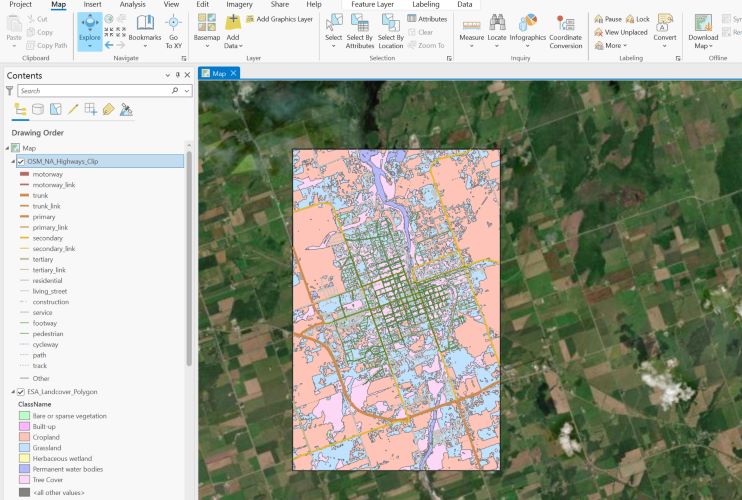 Project Map Insert Analysis View Edit Imagery Share Feature Layer Labeling Data
Cut
Copy
Copy Path
Paste
Clipboard
Explore
Bookmarks
Go To XY
Navigate
Basemap
Add Data
Add Graphics Layer
Layer
Select
Select By Attributes
Select By Location
Attributes
Clear
Zoom To
Selection
Measure
Locate
Infographics
Coordinate Conversion
Inquiry
Pause
Lock
View Unplaced
More
Convert
Labeling
Download Map
Offline
Contents
Search
Drawing Order
Map
OSM_NA_Highways_Clip
motorway
motorway_link
trunk
trunk_link
primary
primary_link
secondary
secondary_link
tertiary
tertiary_link
residential
living_street
construction
service
footway
pedestrian
cycleway
path
track
Other
ESA_Landcover_Polygon
ClassName
Bare or sparse vegetation
Built-up
Cropland
Grassland
Herbaceous wetland
Permanent water bodies
Tree Cover
<all other values>
Map